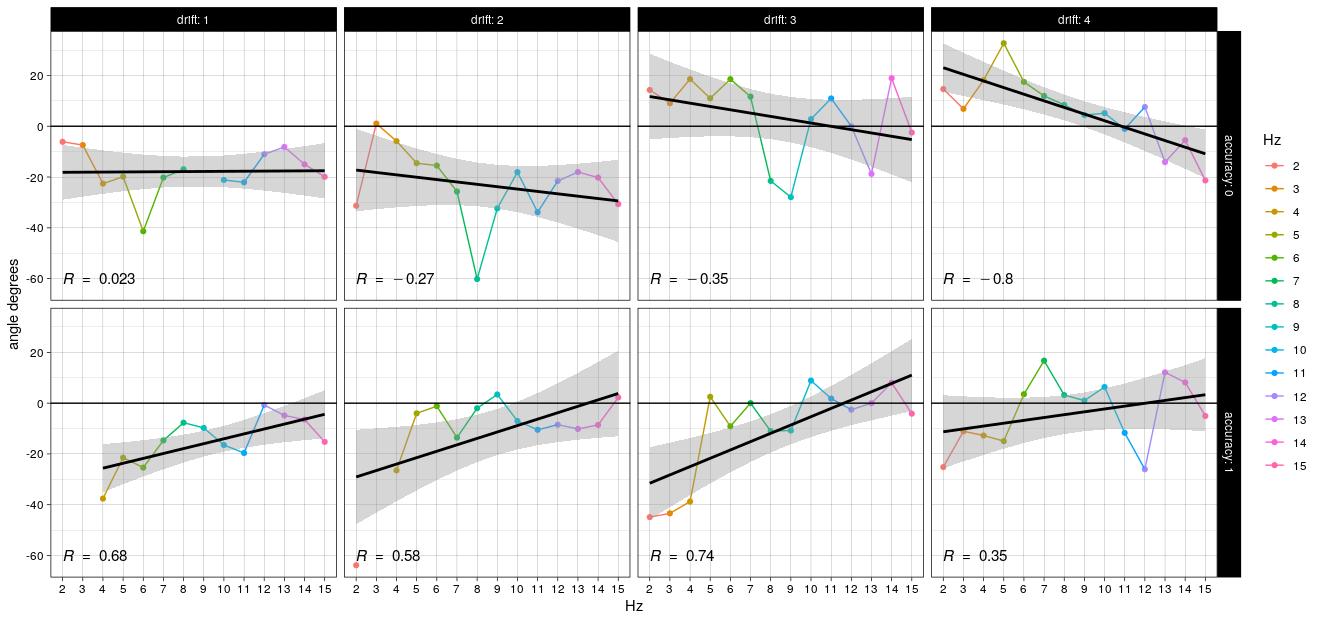 drift: 1
drift: 2
drift: 3
drift: 4
angle degrees
20
0
-20
-40
-60
R = 0.023
R = −0.27
R = −0.35
R = −0.8
accuracy: 0
20
0
-20
-40
-60
R = 0.68
R = 0.58
R = 0.74
R = 0.35
accuracy: 1
2 3 4 5 6 7 8 9 10 11 12 13 14 15
2 3 4 5 6 7 8 9 10 11 12 13 14 15
2 3 4 5 6 7 8 9 10 11 12 13 14 15
2 3 4 5 6 7 8 9 10 11 12 13 14 15
Hz
Hz
2
3
4
5
6
7
8
9
10
11
12
13
14
15